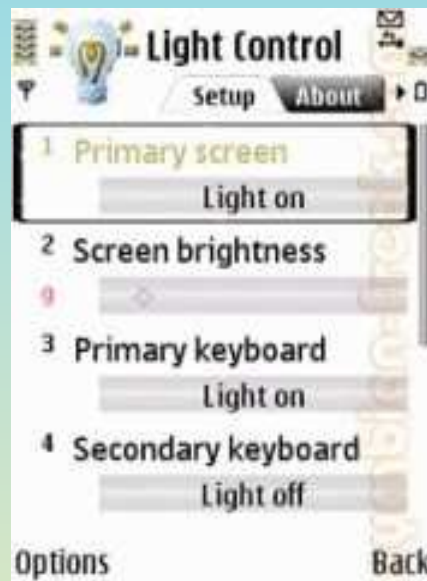 Light Control
Setup About
1 Primary screen
Light on
2 Screen brightness
9
3 Primary keyboard
Light on
4 Secondary keyboard
Light off
Options Back